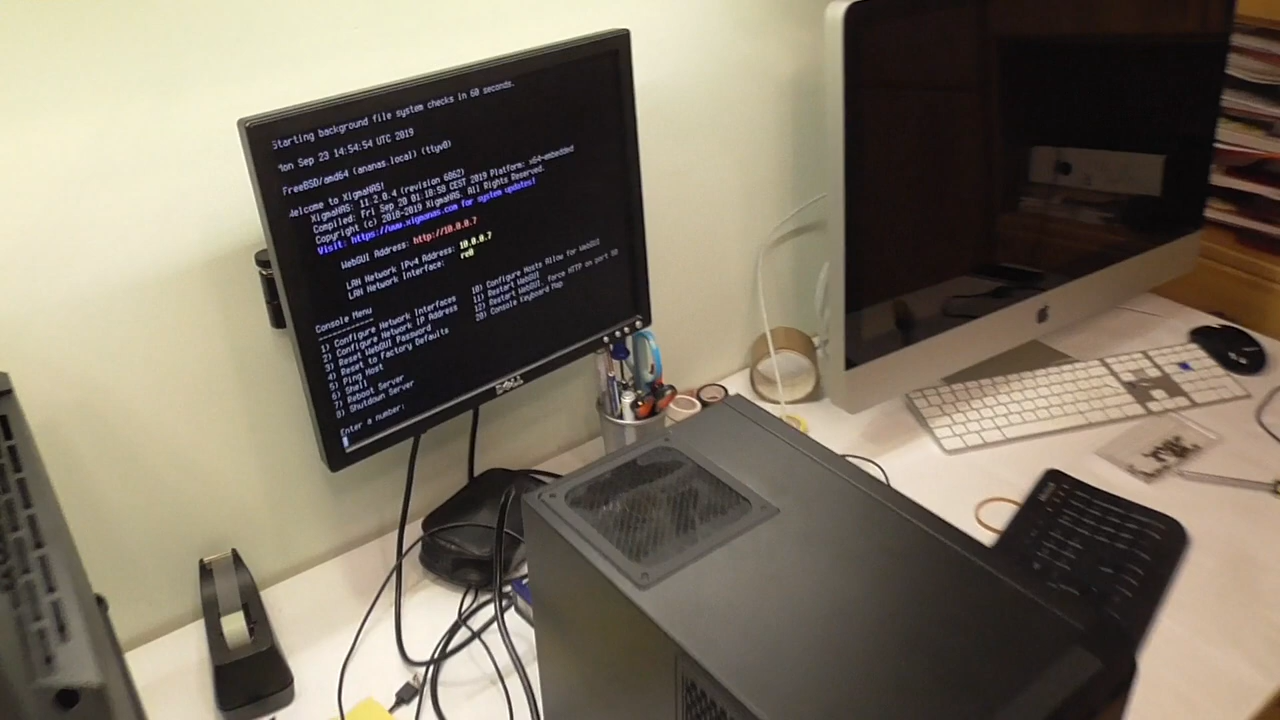 Starting background file system checks in 60 seconds.
Mon Sep 23 14:54:54 UTC 2019
FreeBSD/amd64 (ananas.local) (ttyv0)
Welcome to XigmaNAS!
XigmaNAS: 11.2.0.4 (revision 6862)
Compiled: Fri Sep 20 01:18:50 CEST 2019 Platform: x64-embedded
Copyright (c) 2018-2019 XigmaNAS. All Rights Reserved.
Visit: https://www.xigmanas.com for system updates!
WebGUI Address: http://10.0.0.7
LAN Network IPv4 Address: 10.0.0.7
LAN Network Interface: re0
Console Menu
------------
1) Configure Network Interfaces 10) Configure Hosts Allow for WebGUI
2) Configure Network IP Address 11) Restart WebGUI
3) Reset WebGUI Password 12) Restart WebGUI, force HTTP on port 80
4) Reset to Factory Defaults 20) Console Keyboard Map
5) Ping Host
6) Shell
7) Reboot Server
8) Shutdown Server
Enter a number:
DELL